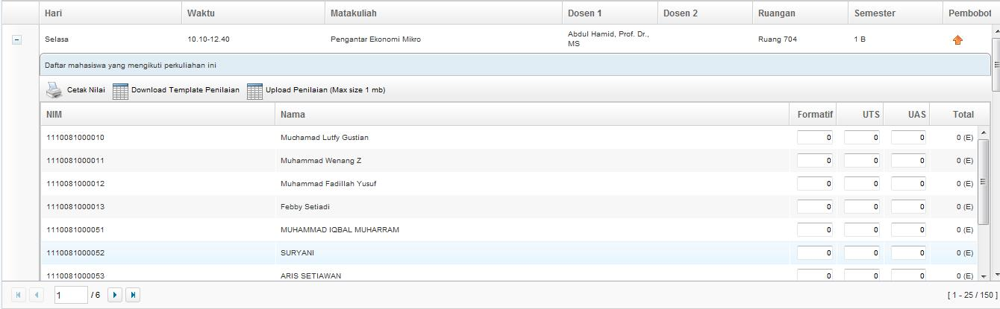 Hari Waktu Matakuliah Dosen 1 Dosen 2 Ruangan Semester Pembobot
Selasa 10.10-12.40 Pengantar Ekonomi Mikro Abdul Hamid, Prof. Dr., MS Ruang 704 1 B
Daftar mahasiswa yang mengikuti perkuliahan ini
Cetak Nilai Download Template Penilaian Upload Penilaian (Max size 1 mb)
NIM Nama Formatif UTS UAS Total
1110081000010 Muchamad Lutfy Gustian 0 0 0 0 (E)
1110081000011 Muhammad Wenang Z 0 0 0 0 (E)
1110081000012 Muhammad Fadillah Yusuf 0 0 0 0 (E)
1110081000013 Febby Setiadi 0 0 0 0 (E)
1110081000051 MUHAMMAD IQBAL MUHARRAM 0 0 0 0 (E)
1110081000052 SURYANI 0 0 0 0 (E)
1110081000053 ARIS SETIAWAN 0 0 0 0 (E)
1 / 6 [ 1 - 25 / 150 ]